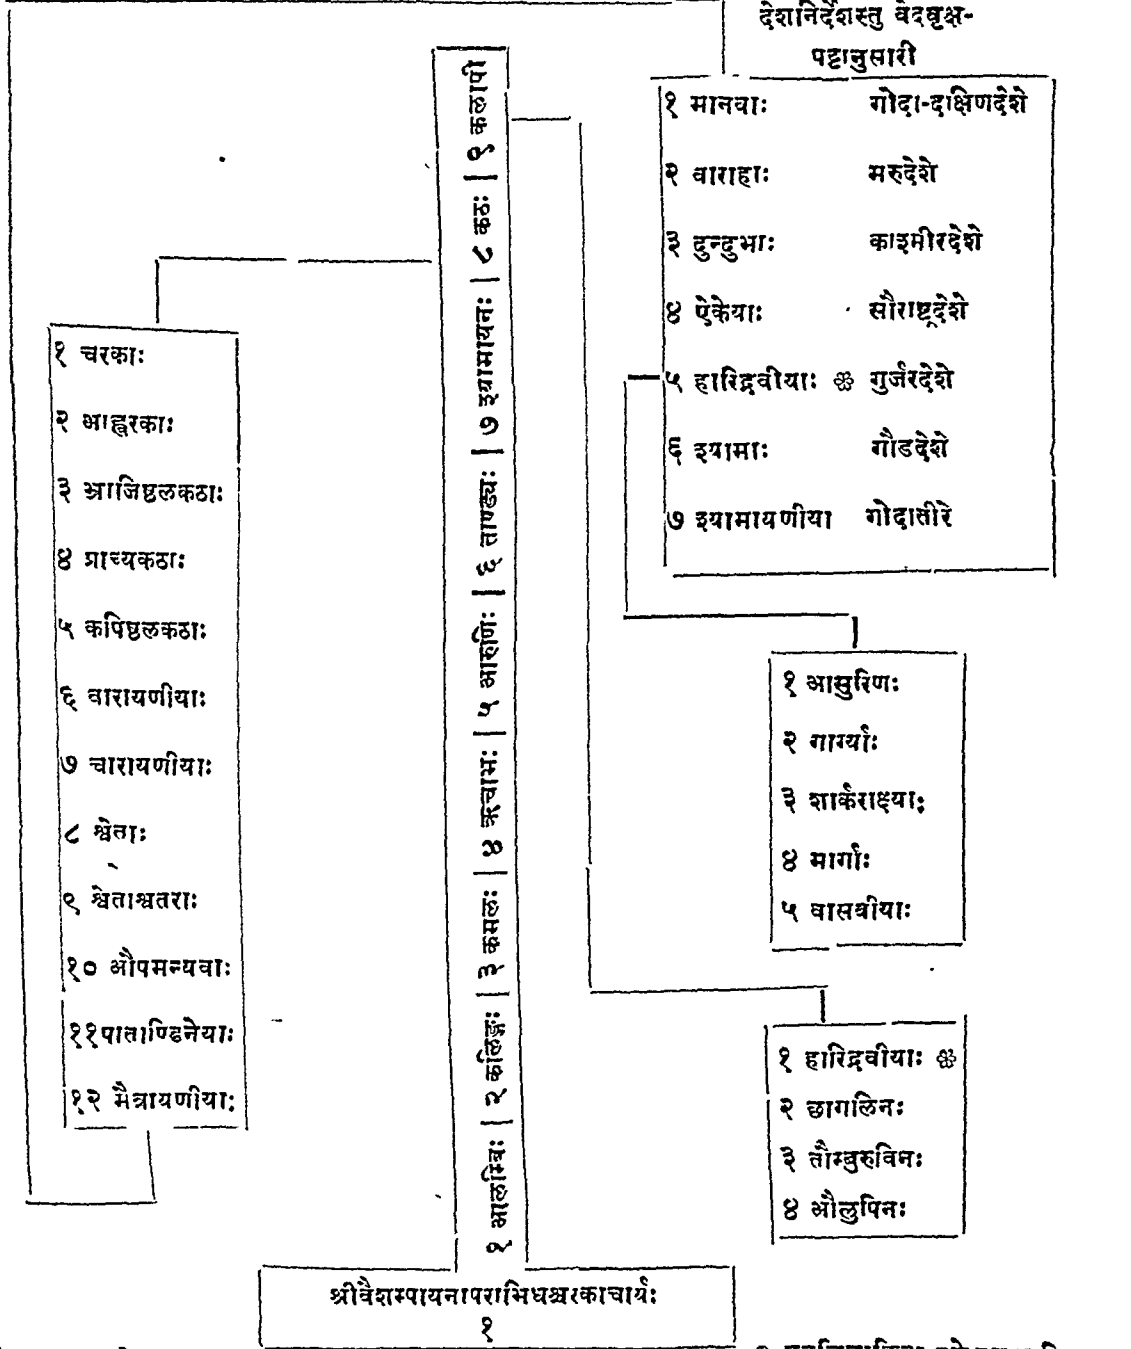 देशनिर्देशस्तु वेदवृक्ष-
पट्टानुसारी
१ मानवाः गोदा-दक्षिणदेशे
२ वाराहाः मरुदेशे
३ दुन्दुभाः काश्मीरदेशे
४ ऐकेयाः सौराष्ट्रदेशे
५ हारिद्रवीयाः ❀ गुर्जरदेशे
६ श्यामाः गौडदेशे
७ श्यामायणीया गोदातीरे
१ आलम्बिः | २ कलिङ्गः | ३ कमलः | ४ ऋचाभः | ५ आरुणिः | ६ ताण्ड्यः | ७ श्यामायनः | ८ कठः | ९ कलापी
१ चरकाः
२ आह्वरकाः
३ भ्राजिष्ठलकठाः
४ प्राच्यकठाः
५ कपिष्ठलकठाः
६ वारायणीयाः
७ चारायणीयाः
८ श्वेताः
९ श्वेताश्वतराः
१० औपमन्यवाः
११पाताण्डिनेयाः
१२ मैत्रायणीयाः
१ आसुरिणः
२ गार्ग्याः
३ शार्कराक्ष्याः
४ मार्गाः
५ वासवीयाः
१ हारिद्रवीयाः ❀
२ छागलिनः
३ तौम्बुरुविनः
४ औलुपिनः
श्रीवैशम्पायनापराभिधश्चरकाचार्यः
१